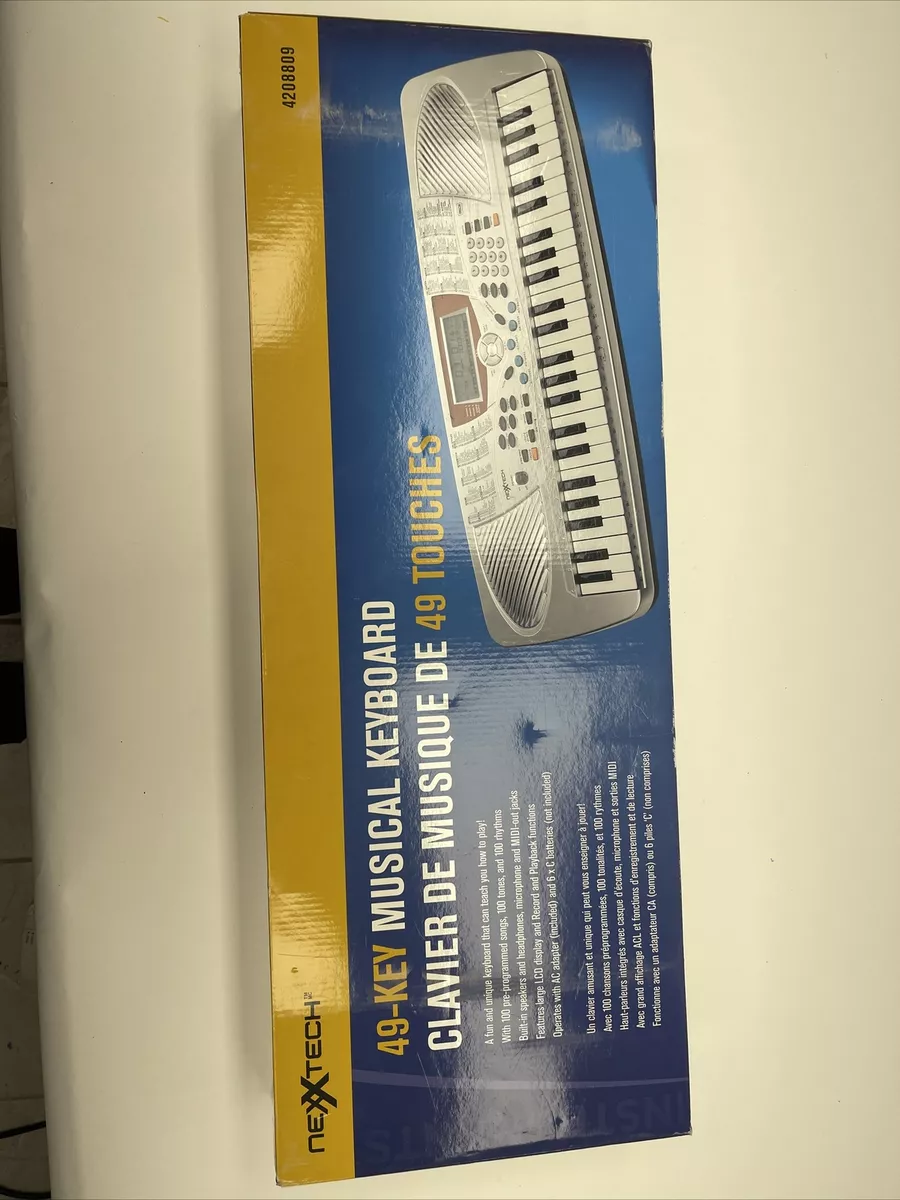 neXXTECH™ MC
4208809
49-KEY MUSICAL KEYBOARD
CLAVIER DE MUSIQUE DE 49 TOUCHES
A fun and unique keyboard that can teach you how to play!
With 100 pre-programmed songs, 100 tones, and 100 rhythms
Built-in speakers and headphones, microphone and MIDI-out jacks
Features large LCD display and Record and Playback functions
Operates with AC adapter (included) and 6 x C batteries (not included)
Un clavier amusant et unique qui peut vous enseigner à jouer!
Avec 100 chansons préprogrammées, 100 tonalités, et 100 rythmes
Haut-parleurs intégrés avec casque d'écoute, microphone et sorties MIDI
Avec grand affichage ACL et fonctions d'enregistrement et de lecture
Fonctionne avec un adaptateur CA (compris) ou 6 piles 'C' (non comprises)
neXXTECH